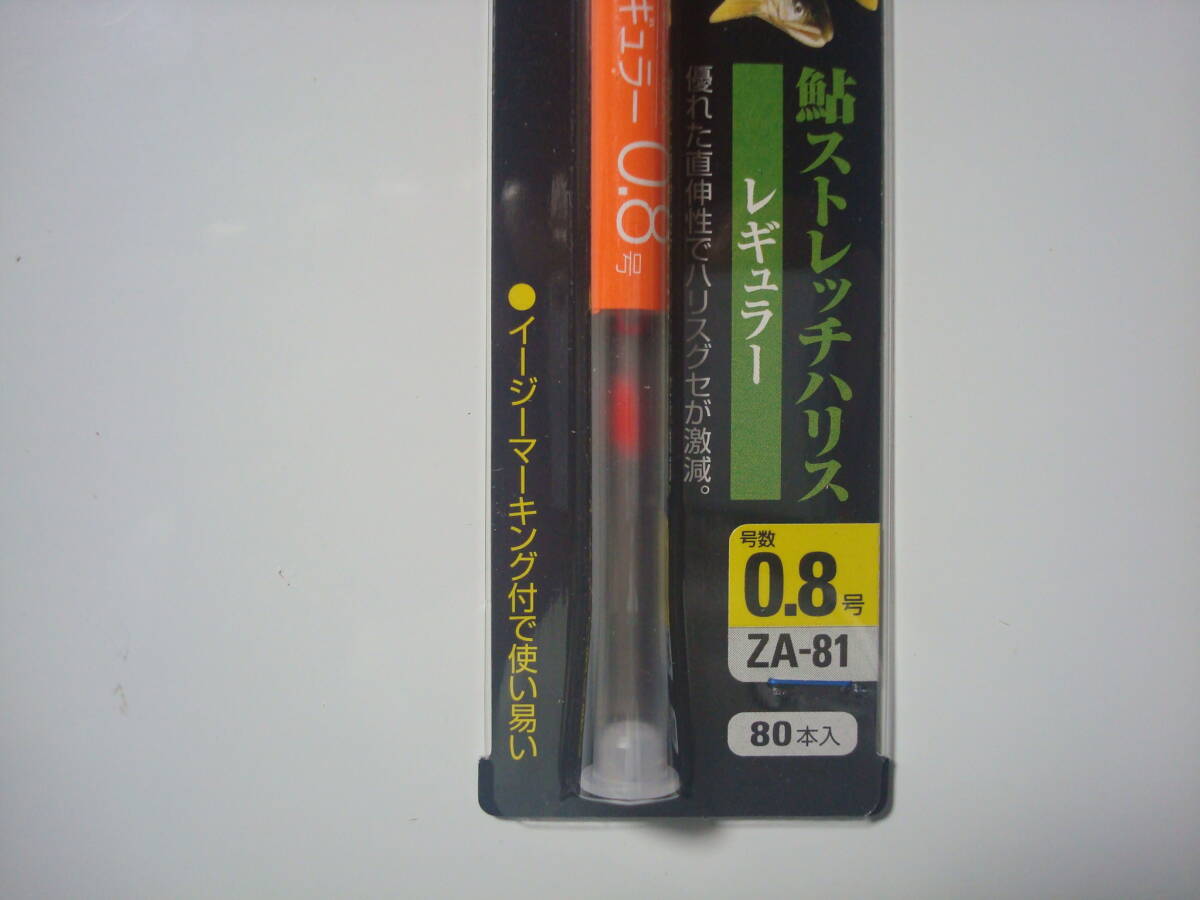 鮎ストレッチハリス
レギュラー
優れた直伸性でハリスグセが激減。
ギュラー 0.8号
●イージーマーキング付で使い易い
号数
0.8号
ZA-81
80本入